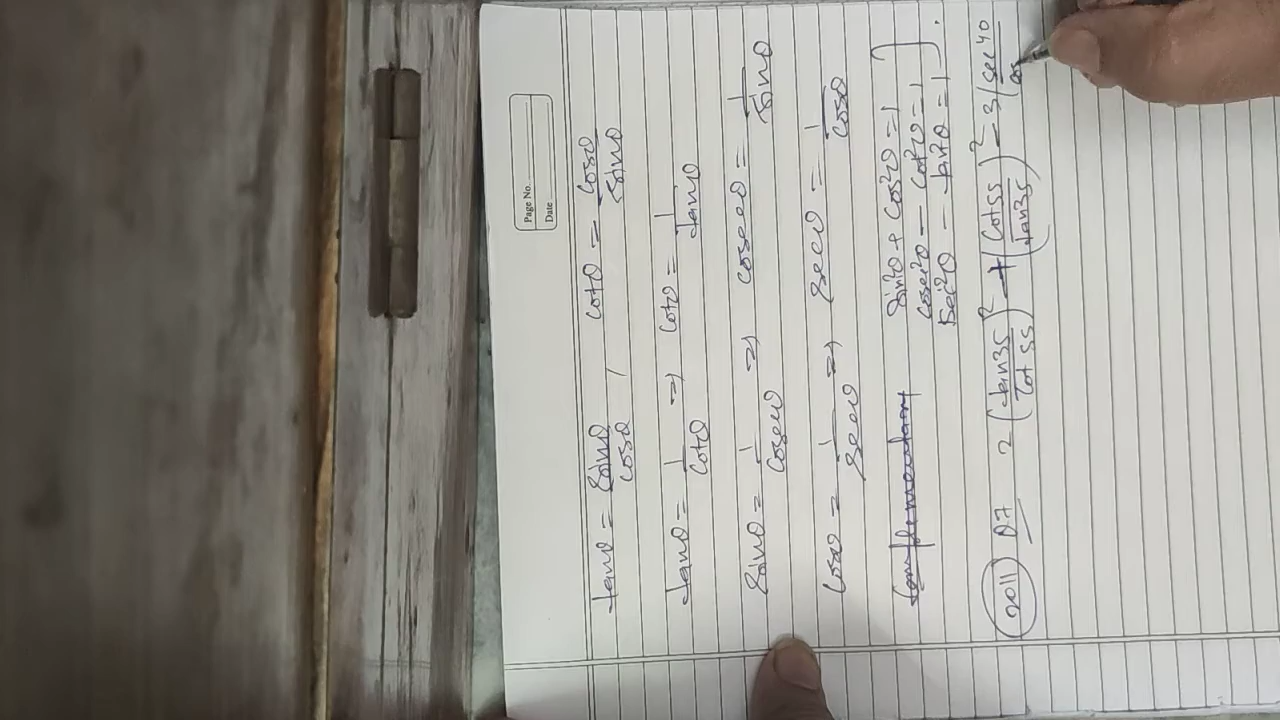 Page No.
Date
tanθ = sinθ/cosθ , cotθ = cosθ/sinθ
tanθ = 1/cotθ ⇒ cotθ = 1/tanθ
sinθ = 1/cosecθ ⇒ cosecθ = 1/sinθ
cosθ = 1/secθ ⇒ secθ = 1/cosθ
sin²θ + cos²θ = 1
cosec²θ - cot²θ = 1
sec²θ - tan²θ = 1
2011 Q7 2(tan35/cot55)² + (cot55/tan35)² - 3(sec40/cos